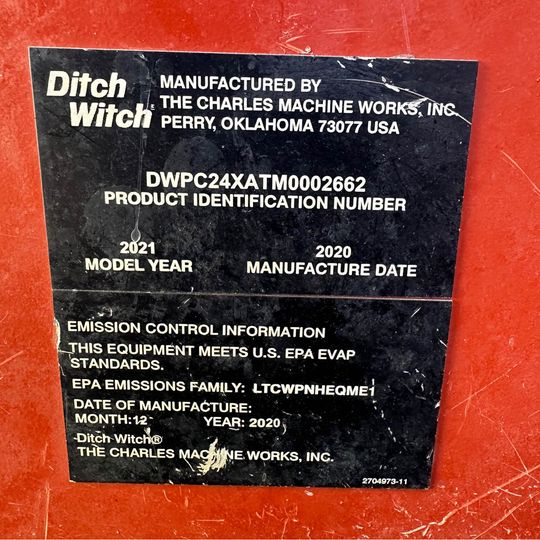 Ditch Witch®
MANUFACTURED BY
THE CHARLES MACHINE WORKS, INC.
PERRY, OKLAHOMA 73077 USA
DWPC24XATM0002662
PRODUCT IDENTIFICATION NUMBER
2021 2020
MODEL YEAR MANUFACTURE DATE
EMISSION CONTROL INFORMATION
THIS EQUIPMENT MEETS U.S. EPA EVAP
STANDARDS.
EPA EMISSIONS FAMILY: LTCWPNHEQME1
DATE OF MANUFACTURE:
MONTH:12 YEAR: 2020
Ditch Witch®
THE CHARLES MACHINE WORKS, INC.
2704973-11